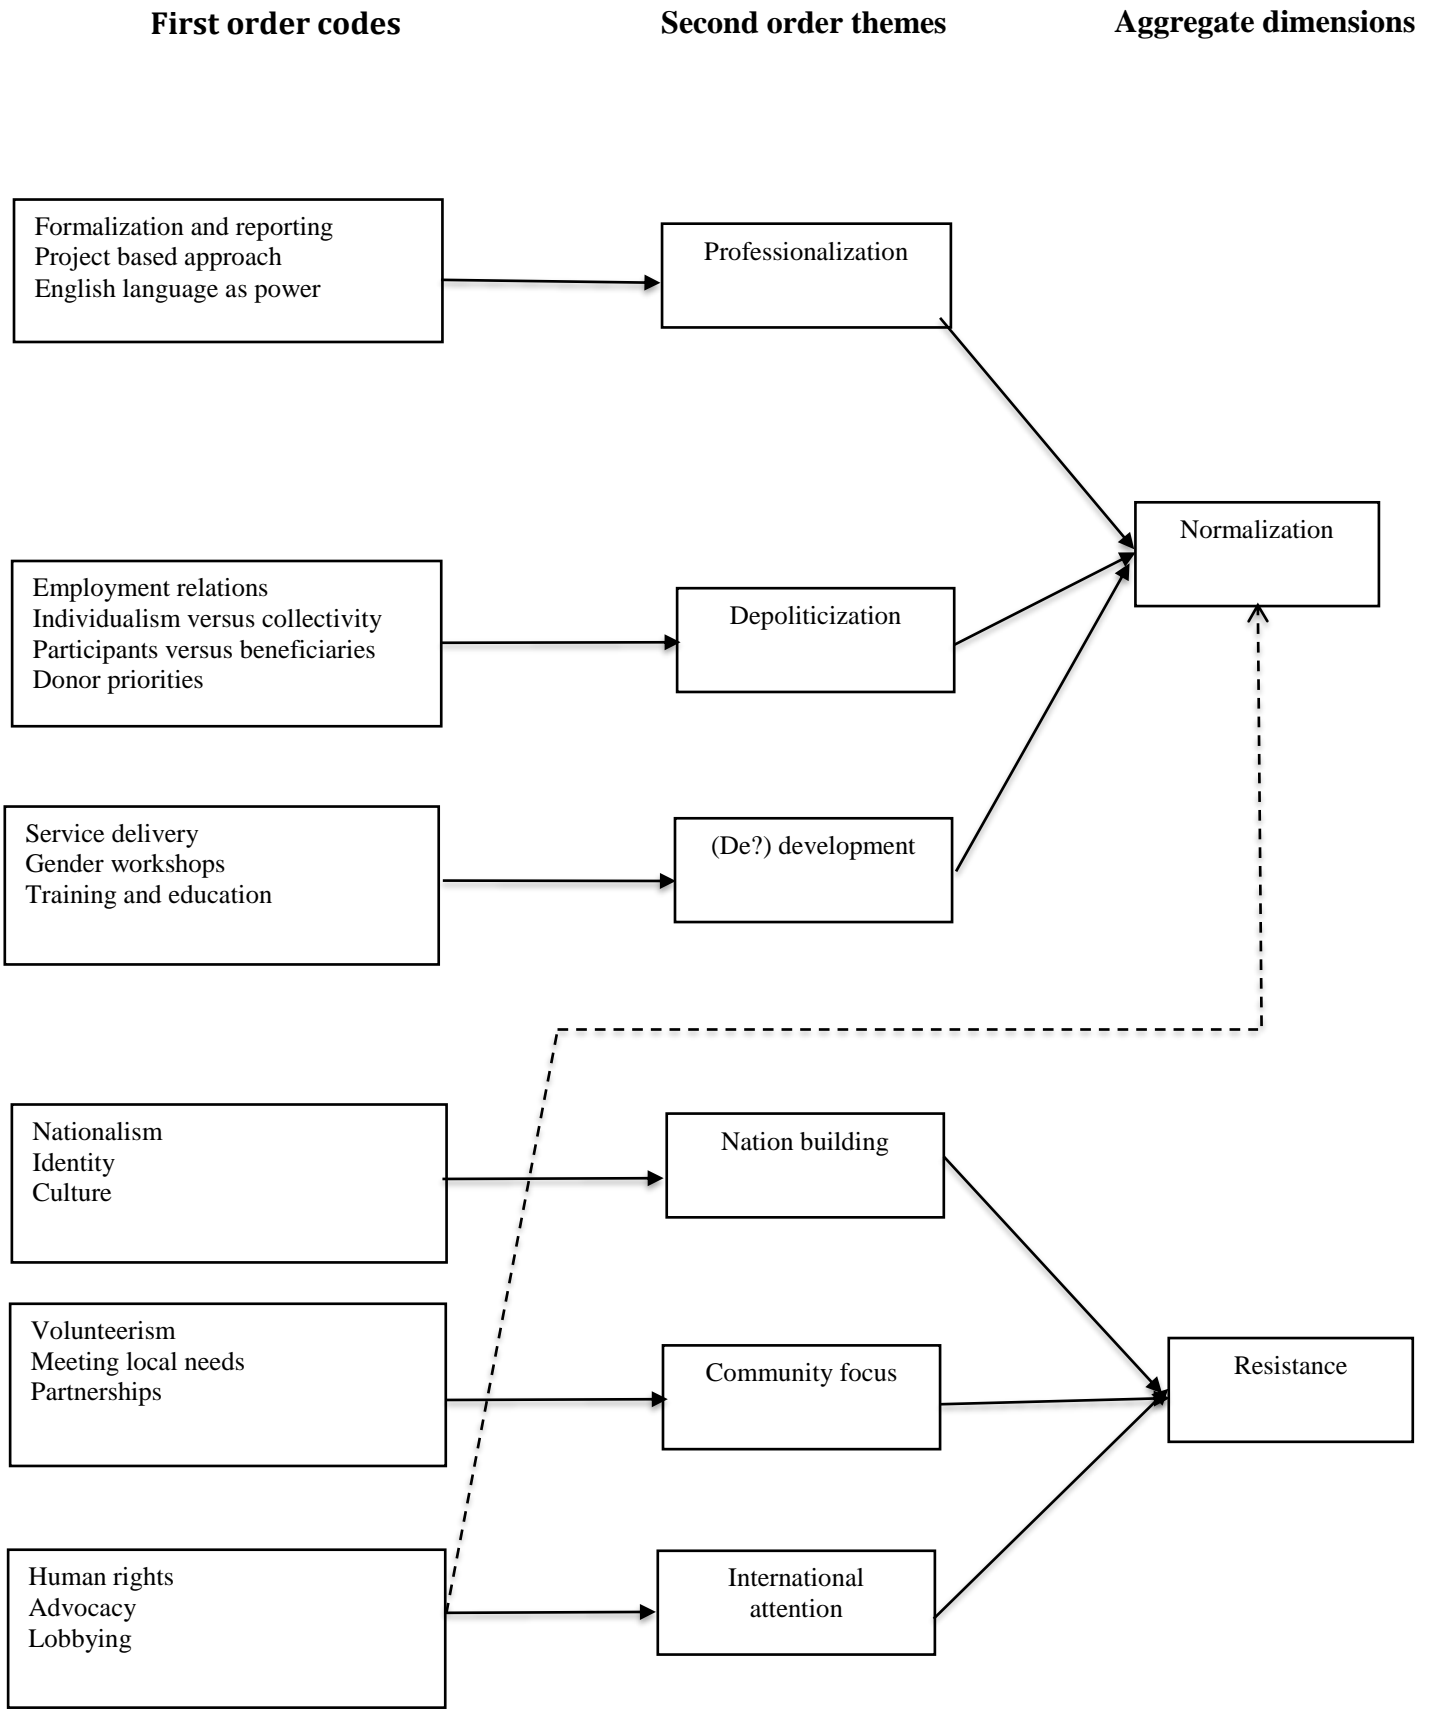 First order codes
Second order themes
Aggregate dimensions
Formalization and reporting
Project based approach
English language as power
Professionalization
Normalization
Employment relations
Individualism versus collectivity
Participants versus beneficiaries
Donor priorities
Depoliticization
Service delivery
Gender workshops
Training and education
(De?) development
Nationalism
Identity
Culture
Nation building
Volunteerism
Meeting local needs
Partnerships
Community focus
Resistance
Human rights
Advocacy
Lobbying
International
attention